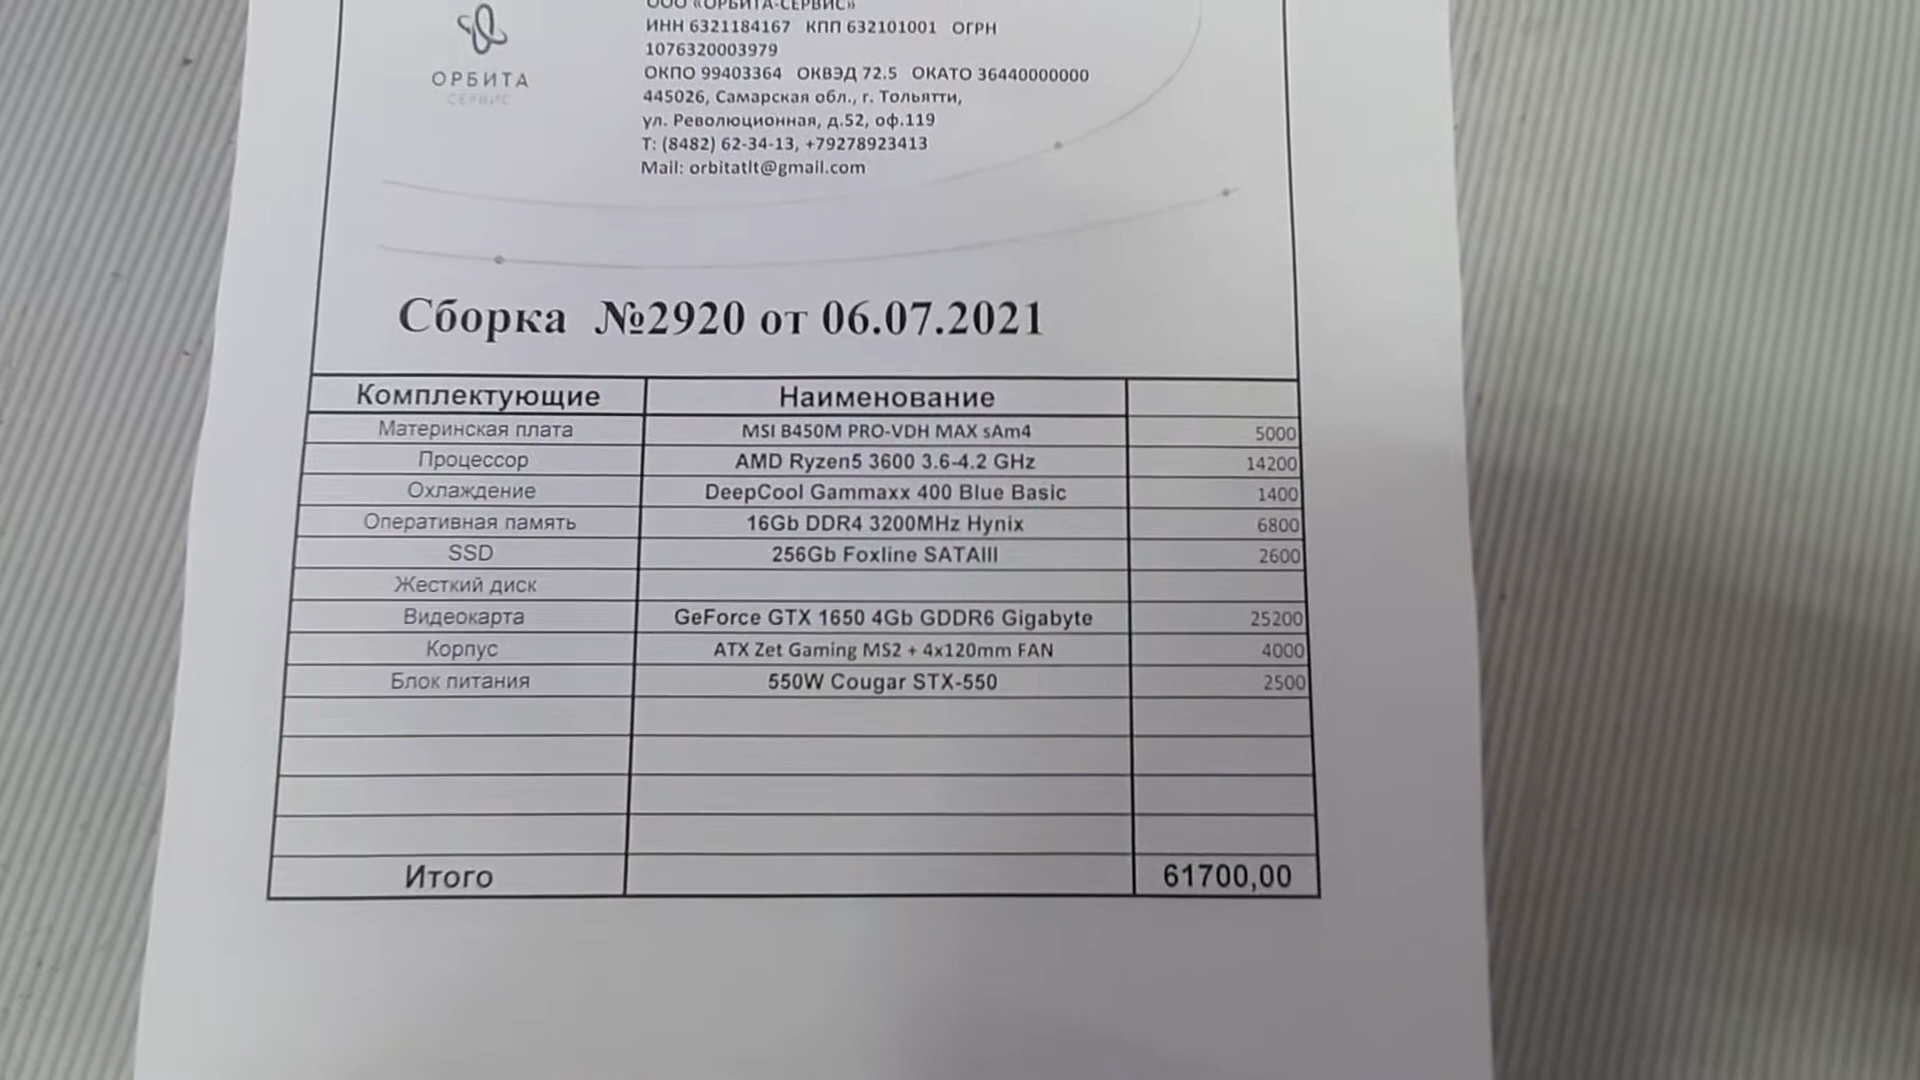 ОРБИТА
СЕРВИС
ООО «ОРБИТА-СЕРВИС»
ИНН 6321184167 КПП 632101001 ОГРН
1076320003979
ОКПО 99403364 ОКВЭД 72.5 ОКАТО 36440000000
445026, Самарская обл., г. Тольятти,
ул. Революционная, д.52, оф.119
Т: (8482) 62-34-13, +79278923413
Mail: orbitatlt@gmail.com
Сборка №2920 от 06.07.2021
Комплектующие Наименование
Материнская плата MSI B450M PRO-VDH MAX sAm4 5000
Процессор AMD Ryzen5 3600 3.6-4.2 GHz 14200
Охлаждение DeepCool Gammaxx 400 Blue Basic 1400
Оперативная память 16Gb DDR4 3200MHz Hynix 6800
SSD 256Gb Foxline SATAIII 2600
Жесткий диск
Видеокарта GeForce GTX 1650 4Gb GDDR6 Gigabyte 25200
Корпус ATX Zet Gaming MS2 + 4x120mm FAN 4000
Блок питания 550W Cougar STX-550 2500
Итого 61700,00